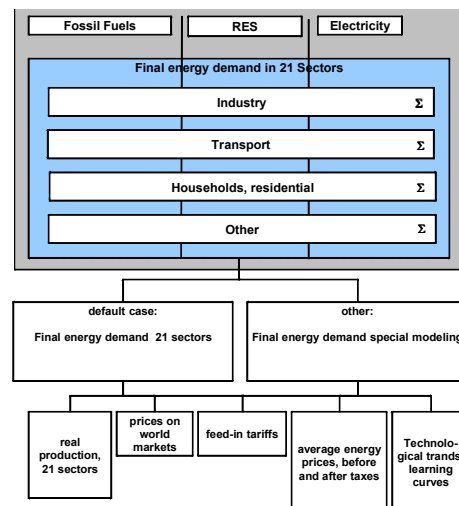 Fossil Fuels RES Electricity
Final energy demand in 21 Sectors
Industry Σ
Transport Σ
Households, residential Σ
Other Σ
default case:
Final energy demand 21 sectors
other:
Final energy demand special modeling
real
production,
21 sectors
prices on
world
markets
feed-in tariffs
average energy
prices, before
and after taxes
Technolo-
gical trands,
learning
curves